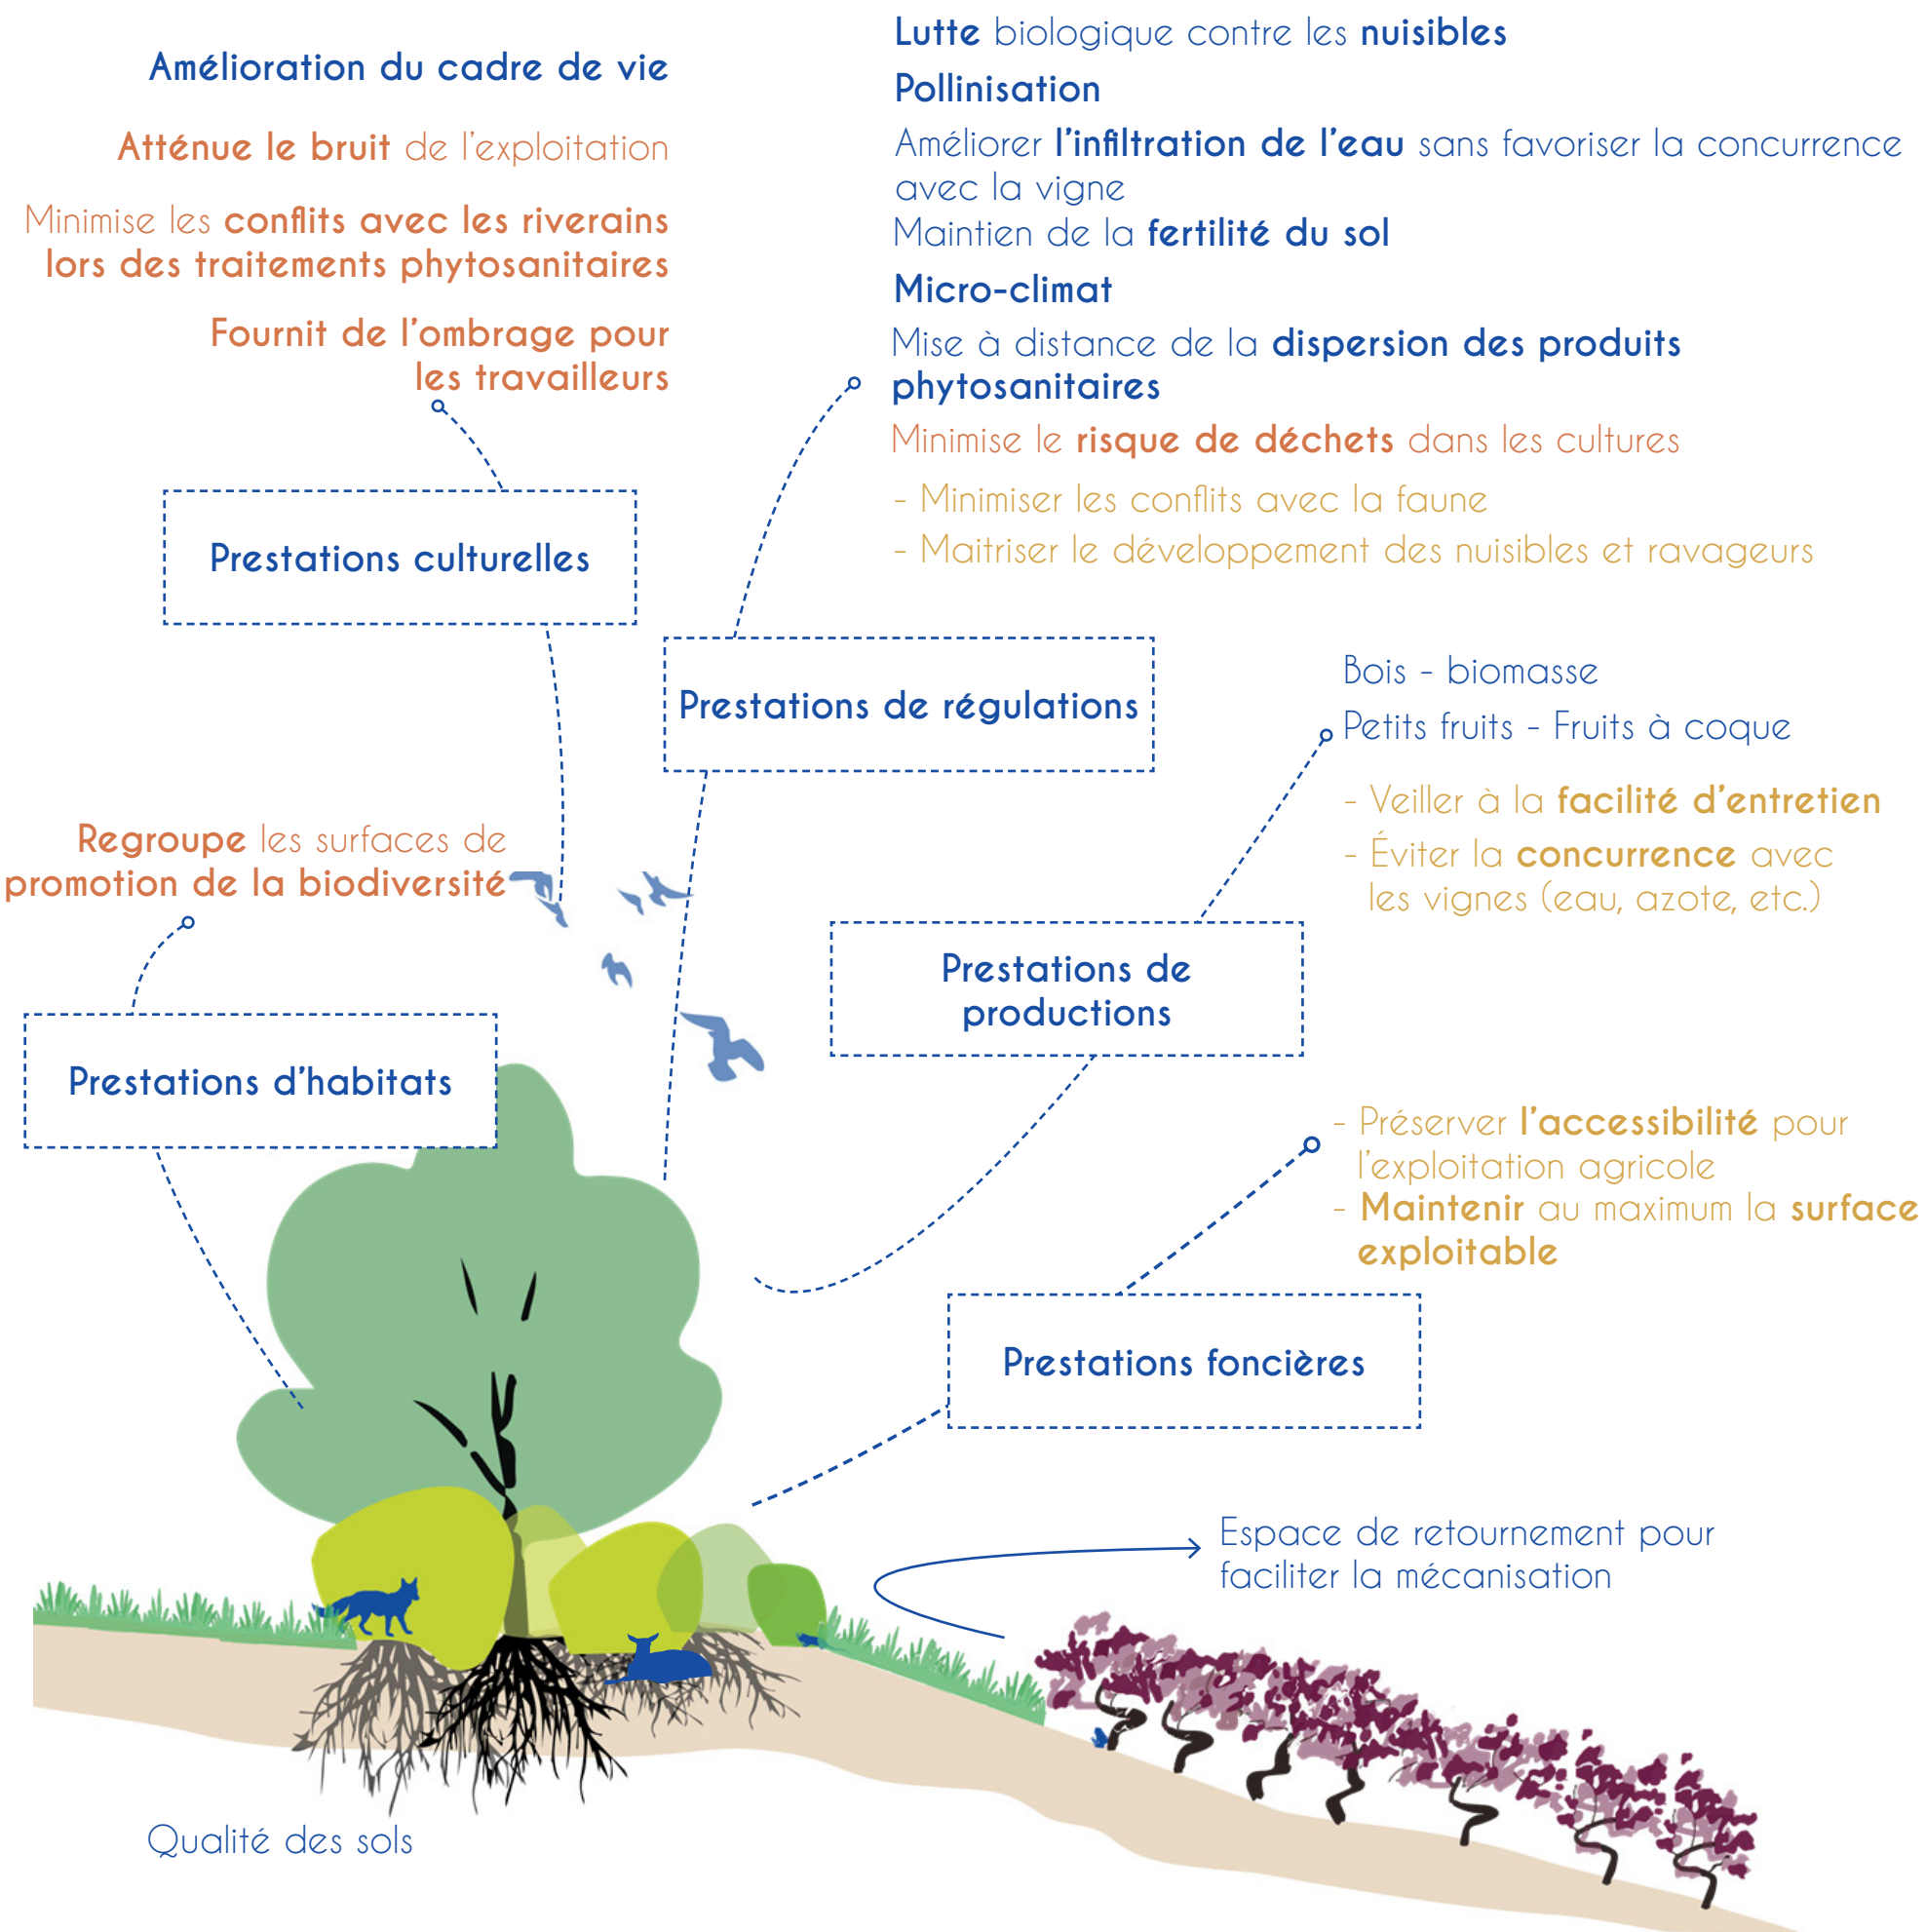 Amélioration du cadre de vie
Atténue le bruit de l'exploitation
Minimise les conflits avec les riverains
lors des traitements phytosanitaires
Fournit de l'ombrage pour
les travailleurs
Prestations culturelles
Lutte biologique contre les nuisibles
Pollinisation
Améliorer l'infiltration de l'eau sans favoriser la concurrence
avec la vigne
Maintien de la fertilité du sol
Micro-climat
Mise à distance de la dispersion des produits
phytosanitaires
Minimise le risque de déchets dans les cultures
- Minimiser les conflits avec la faune
- Maitriser le développement des nuisibles et ravageurs
Prestations de régulations
Bois - biomasse
Petits fruits - Fruits à coque
- Veiller à la facilité d'entretien
- Éviter la concurrence avec
les vignes (eau, azote, etc.)
Prestations de
productions
Regroupe les surfaces de
promotion de la biodiversité
Prestations d'habitats
- Préserver l'accessibilité pour
l'exploitation agricole
- Maintenir au maximum la surface
exploitable
Prestations foncières
Espace de retournement pour
faciliter la mécanisation
Qualité des sols